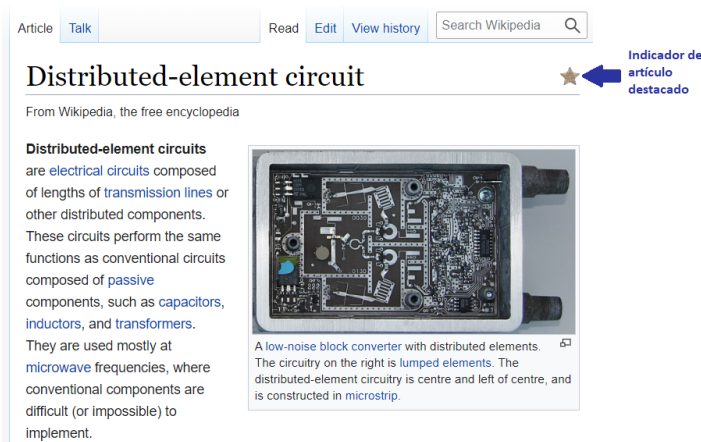 Article Talk Read Edit View history Search Wikipedia
Distributed-element circuit
Indicador de
artículo
destacado
From Wikipedia, the free encyclopedia
Distributed-element circuits
are electrical circuits composed
of lengths of transmission lines or
other distributed components.
These circuits perform the same
functions as conventional circuits
composed of passive
components, such as capacitors,
inductors, and transformers.
They are used mostly at
microwave frequencies, where
conventional components are
difficult (or impossible) to
implement.
A low-noise block converter with distributed elements.
The circuitry on the right is lumped elements. The
distributed-element circuitry is centre and left of centre, and
is constructed in microstrip.